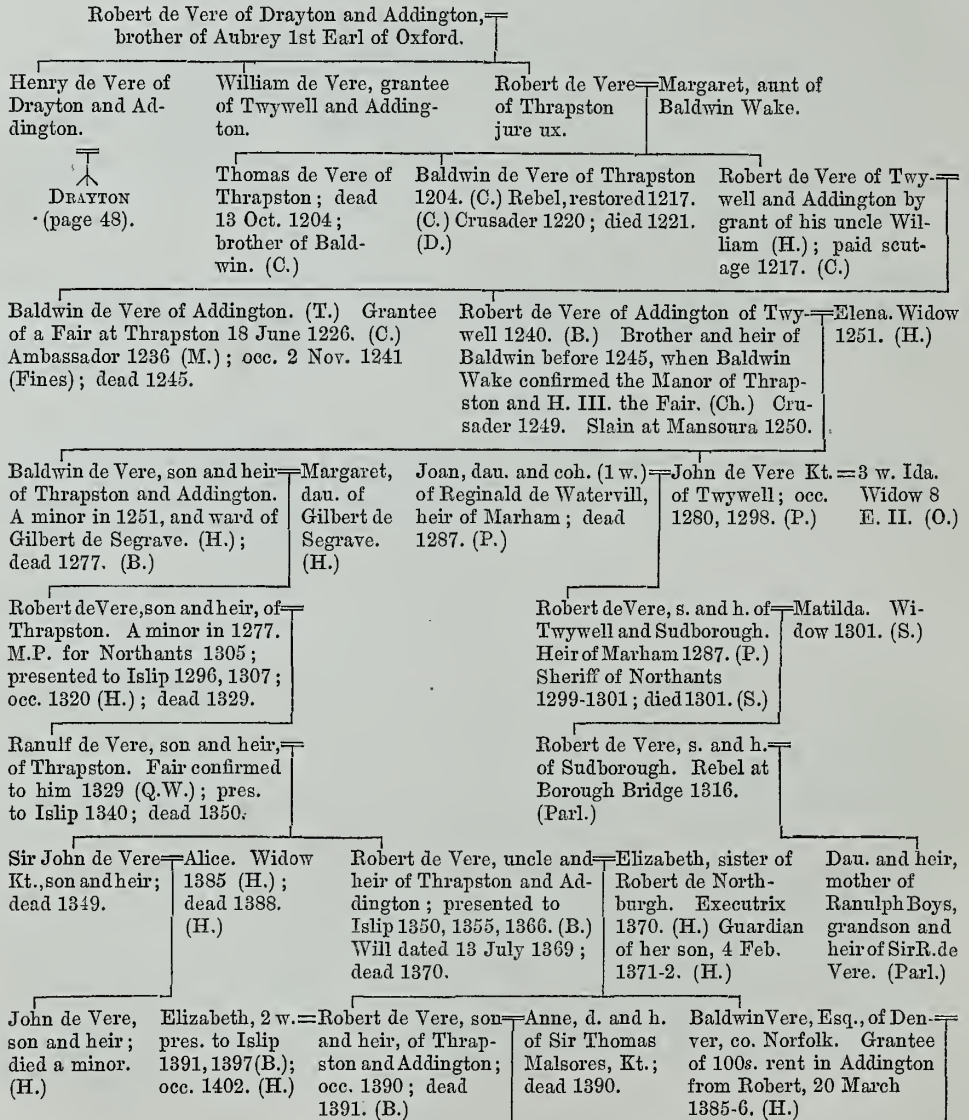 Robert de Vere of Drayton and Addington,
brother of Aubrey 1st Earl of Oxford.
Henry de Vere of
Drayton and Ad-
dington.
DRAYTON
(page 48).
William de Vere, grantee
of Twywell and Adding-
ton.
Robert de Vere
of Thrapston
jure ux.
Margaret, aunt of
Baldwin Wake.
Thomas de Vere of
Thrapston; dead
13 Oct. 1204;
brother of Bald-
win. (C.)
Baldwin de Vere of Thrapston
1204. (C.) Rebel, restored 1217.
(C.) Crusader 1220; died 1221.
(D.)
Robert de Vere of Twy-
well and Addington by
grant of his uncle Wil-
liam (H.); paid scut-
age 1217. (C.)
Baldwin de Vere of Addington. (T.) Grantee
of a Fair at Thrapston 18 June 1226. (C.)
Ambassador 1236 (M.); occ. 2 Nov. 1241
(Fines); dead 1245.
Robert de Vere of Addington of Twy-
well 1240. (B.) Brother and heir of
Baldwin before 1245, when Baldwin
Wake confirmed the Manor of Thrap-
ston and H. III. the Fair. (Ch.) Cru-
sader 1249. Slain at Mansoura 1250.
Elena. Widow
1251. (H.)
Baldwin de Vere, son and heir
of Thrapston and Addington.
A minor in 1251, and ward of
Gilbert de Segrave. (H.);
dead 1277. (B.)
Margaret,
dau. of
Gilbert de
Segrave.
(H.)
Joan, dau. and coh. (1 w.)
of Reginald de Watervill,
heir of Marham; dead
1287. (P.)
John de Vere Kt.
of Twywell; occ.
1280, 1298. (P.)
3 w. Ida.
Widow 8
E. II. (O.)
Robert de Vere, son and heir, of
Thrapston. A minor in 1277.
M.P. for Northants 1305;
presented to Islip 1296, 1307;
occ. 1320 (H.); dead 1329.
Robert de Vere, s. and h. of
Twywell and Sudborough.
Heir of Marham 1287. (P.)
Sheriff of Northants
1299-1301; died 1301. (S.)
Matilda. Wi-
dow 1301. (S.)
Ranulf de Vere, son and heir,
of Thrapston. Fair confirmed
to him 1329 (Q.W.); pres.
to Islip 1340; dead 1350.
Robert de Vere, s. and h.
of Sudborough. Rebel at
Borough Bridge 1316.
(Parl.)
Sir John de Vere
Kt., son and heir;
dead 1349.
Alice. Widow
1385 (H.);
dead 1388.
(H.)
Robert de Vere, uncle and
heir of Thrapston and Ad-
dington; presented to
Islip 1350, 1355, 1366. (B.)
Will dated 13 July 1369;
dead 1370.
Elizabeth, sister of
Robert de North-
burgh. Executrix
1370. (H.) Guardian
of her son, 4 Feb.
1371-2. (H.)
Dau. and heir,
mother of
Ranulph Boys,
grandson and
heir of Sir R. de
Vere. (Parl.)
John de Vere,
son and heir;
died a minor.
(H.)
Elizabeth, 2 w.
pres. to Islip
1391, 1397 (B.);
occ. 1402. (H.)
Robert de Vere, son
and heir, of Thrap-
ston and Addington;
occ. 1390; dead
1391. (B.)
Anne, d. and h.
of Sir Thomas
Malsores, Kt.;
dead 1390.
Baldwin Vere, Esq., of Den-
ver, co. Norfolk. Grantee
of 100s. rent in Addington
from Robert, 20 March
1385-6. (H.)